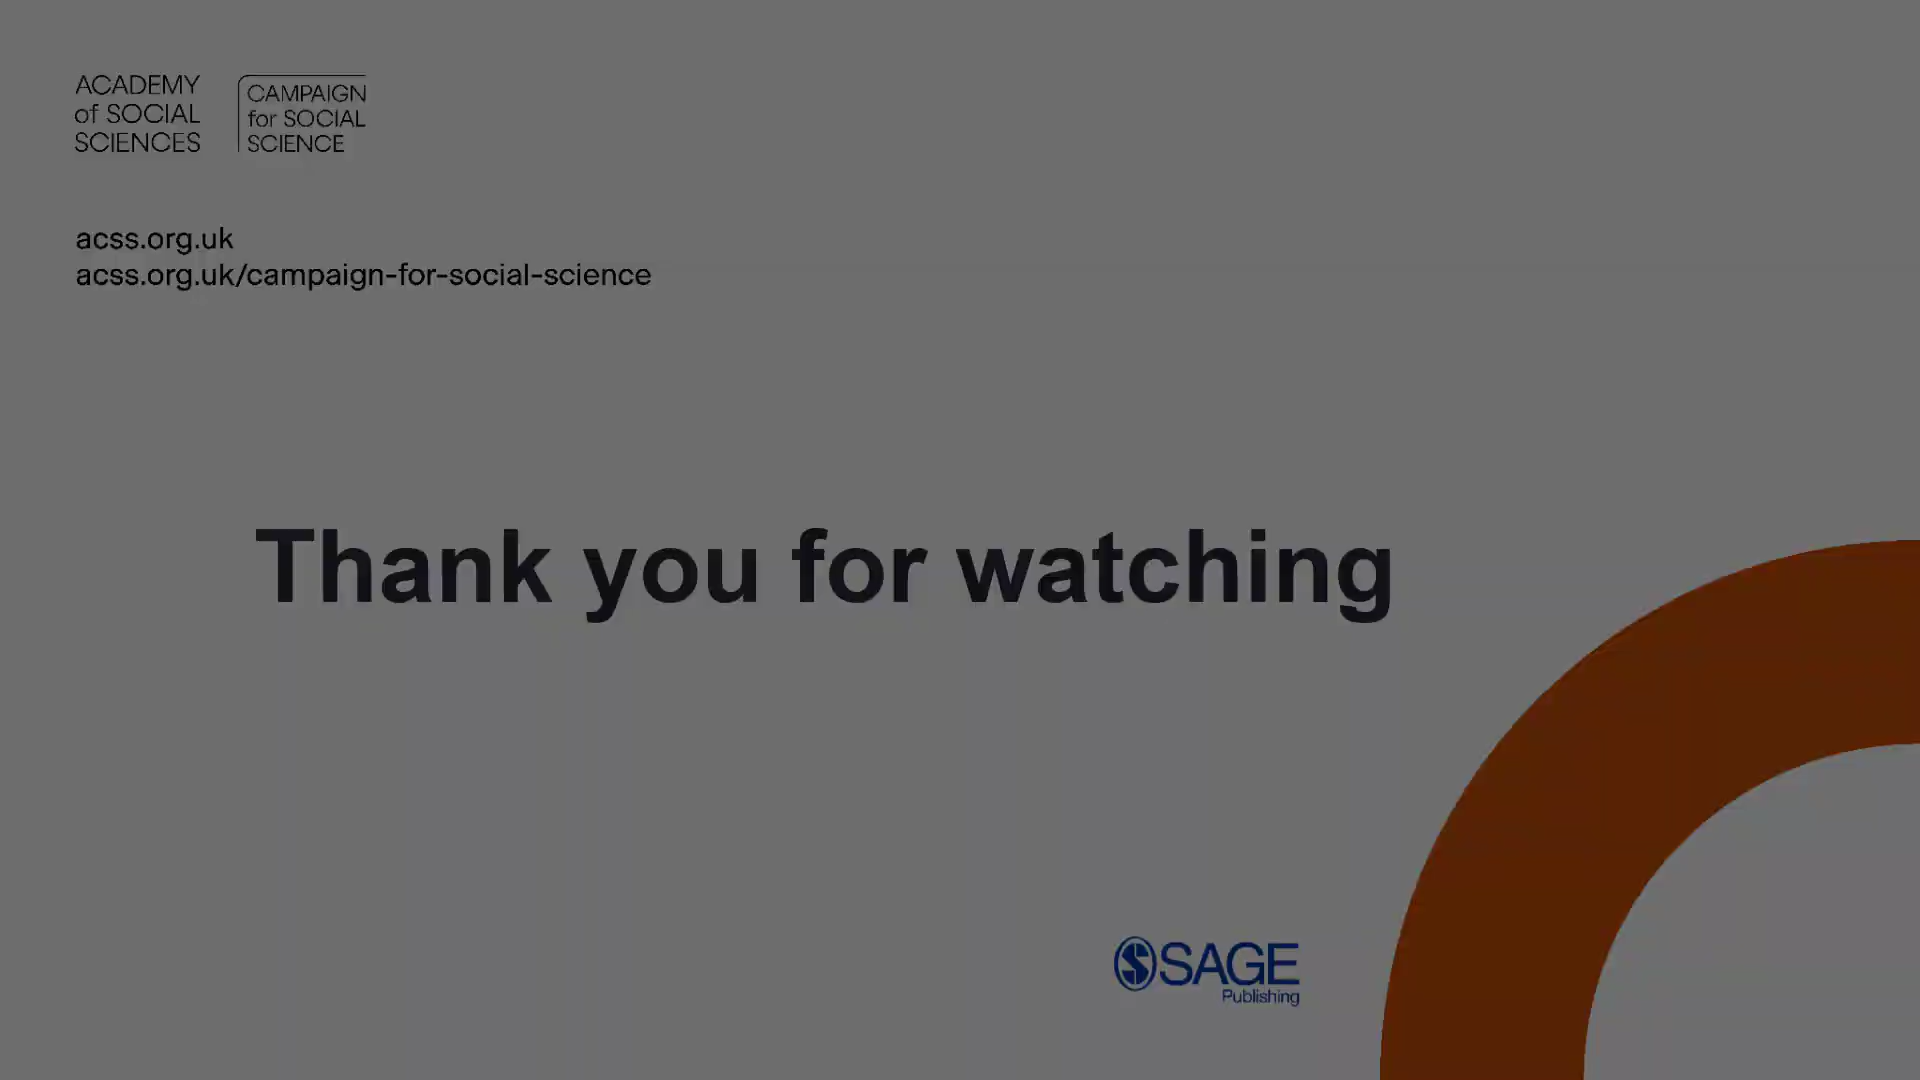 ACADEMY
of SOCIAL
SCIENCES
CAMPAIGN
for SOCIAL
SCIENCE
acss.org.uk
acss.org.uk/campaign-for-social-science
Thank you for watching
SAGE
Publishing